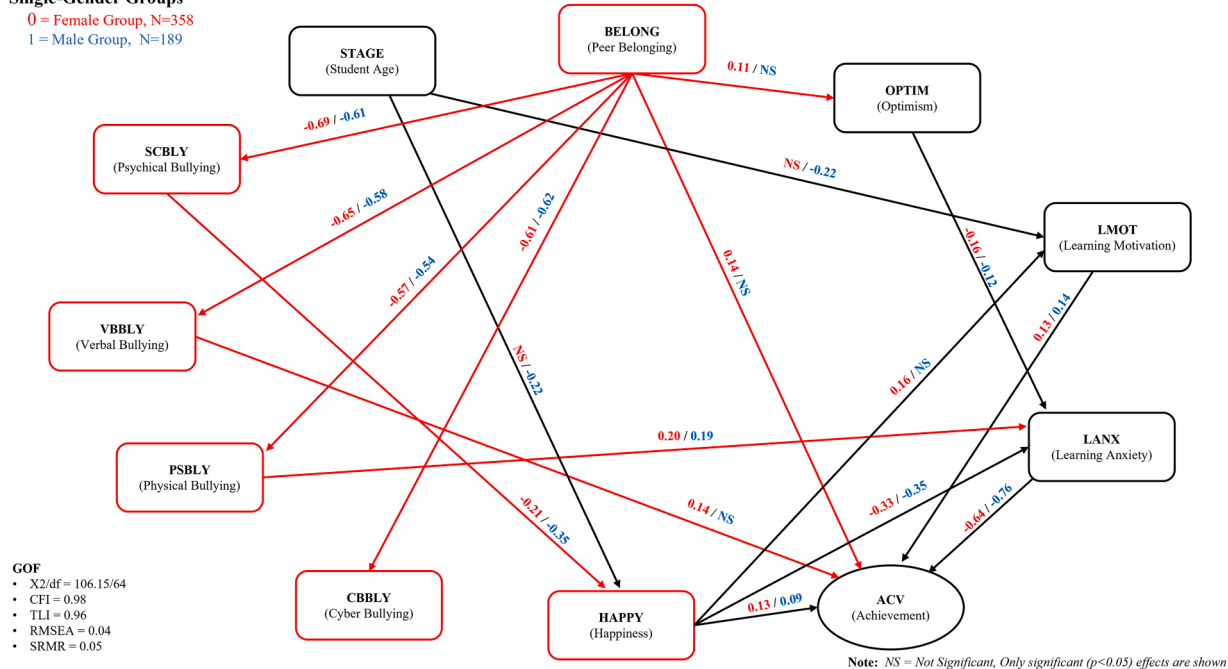 Single-Gender Groups
0 = Female Group, N=358
1 = Male Group, N=189
STAGE
(Student Age)
BELONG
(Peer Belonging)
OPTIM
(Optimism)
SCBLY
(Psychical Bullying)
LMOT
(Learning Motivation)
VBBLY
(Verbal Bullying)
PSBLY
(Physical Bullying)
LANX
(Learning Anxiety)
CBBLY
(Cyber Bullying)
HAPPY
(Happiness)
ACV
(Achievement)
0.11 / NS
-0.69 / -0.61
NS / -0.22
-0.65 / -0.58
-0.61 / -0.62
-0.57 / -0.54
0.14 / NS
-0.16 / -0.12
0.13 / 0.14
NS / -0.22
0.16 / NS
0.20 / 0.19
-0.33 / -0.35
-0.64 / -0.76
-0.21 / -0.35
0.14 / NS
0.13 / 0.09
GOF
• X2/df = 106.15/64
• CFI = 0.98
• TLI = 0.96
• RMSEA = 0.04
• SRMR = 0.05
Note: NS = Not Significant, Only significant (p<0.05) effects are shown